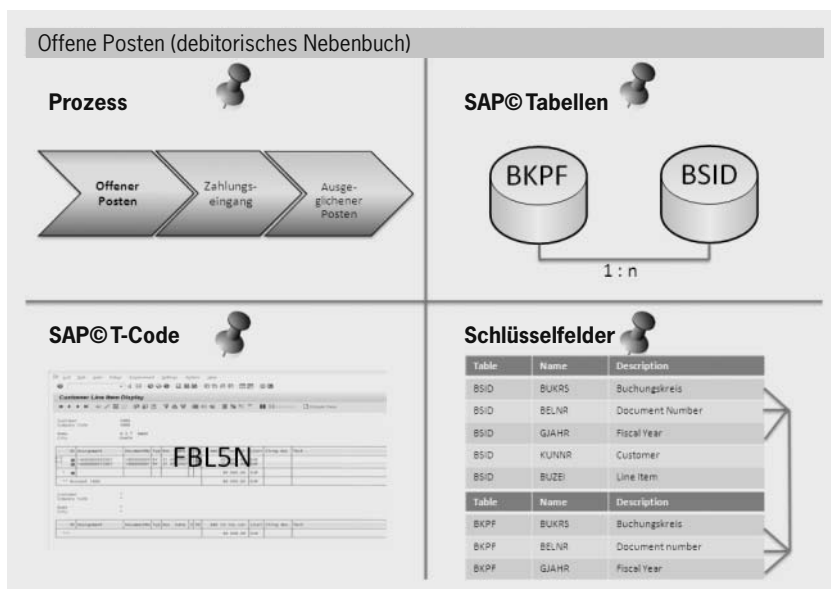 Offene Posten (debitorisches Nebenbuch)
Prozess
Offener
Posten
Zahlungs-
eingang
Ausge-
glichener
Posten
SAP© Tabellen
BKPF
BSID
1 : n
SAP© T-Code
Customer Line Item Display
FBL5N
Schlüsselfelder
Table Name Description
BSID BUKRS Buchungskreis
BSID BELNR Document Number
BSID GJAHR Fiscal Year
BSID KUNNR Customer
BSID BUZEI Line Item
Table Name Description
BKPF BUKRS Buchungskreis
BKPF BELNR Document number
BKPF GJAHR Fiscal Year